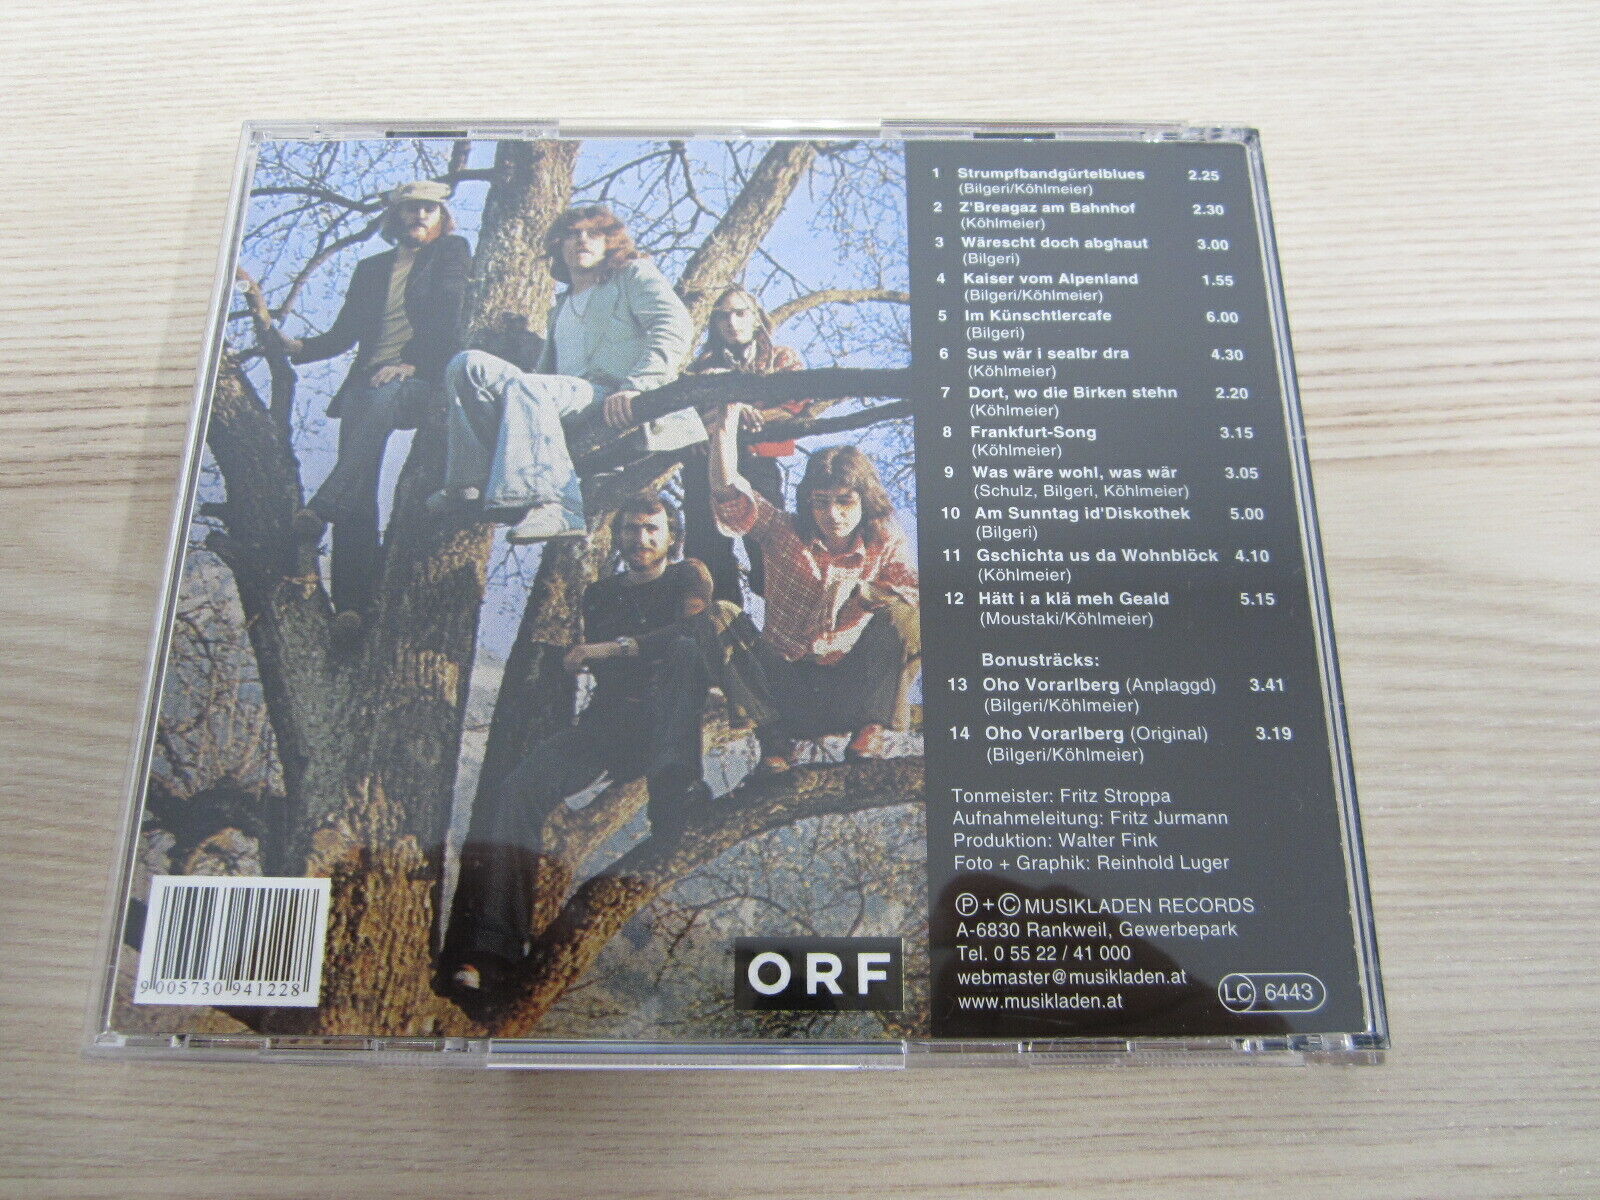 1 Strumpfbandgürtelblues 2.25
(Bilgeri/Köhlmeier)
2 Z'Breagaz am Bahnhof 2.30
(Köhlmeier)
3 Wärescht doch abghaut 3.00
(Bilgeri)
4 Kaiser vom Alpenland 1.55
(Bilgeri/Köhlmeier)
5 Im Künschtlercafe 6.00
(Bilgeri)
6 Sus wär i sealbr dra 4.30
(Köhlmeier)
7 Dort, wo die Birken stehn 2.20
(Köhlmeier)
8 Frankfurt-Song 3.15
(Köhlmeier)
9 Was wäre wohl, was wär 3.05
(Schulz, Bilgeri, Köhlmeier)
10 Am Sunntag id'Diskothek 5.00
(Bilgeri)
11 Gschichta us da Wohnblöck 4.10
(Köhlmeier)
12 Hätt i a klä meh Geald 5.15
(Moustaki/Köhlmeier)
Bonusträcks:
13 Oho Vorarlberg (Anplaggd) 3.41
(Bilgeri/Köhlmeier)
14 Oho Vorarlberg (Original) 3.19
(Bilgeri/Köhlmeier)
Tonmeister: Fritz Stroppa
Aufnahmeleitung: Fritz Jurmann
Produktion: Walter Fink
Foto + Graphik: Reinhold Luger
Ⓟ + Ⓒ MUSIKLADEN RECORDS
A-6830 Rankweil, Gewerbepark
Tel. 0 55 22 / 41 000
webmaster@musikladen.at
www.musikladen.at
LC 6443
ORF
9 005730 941228